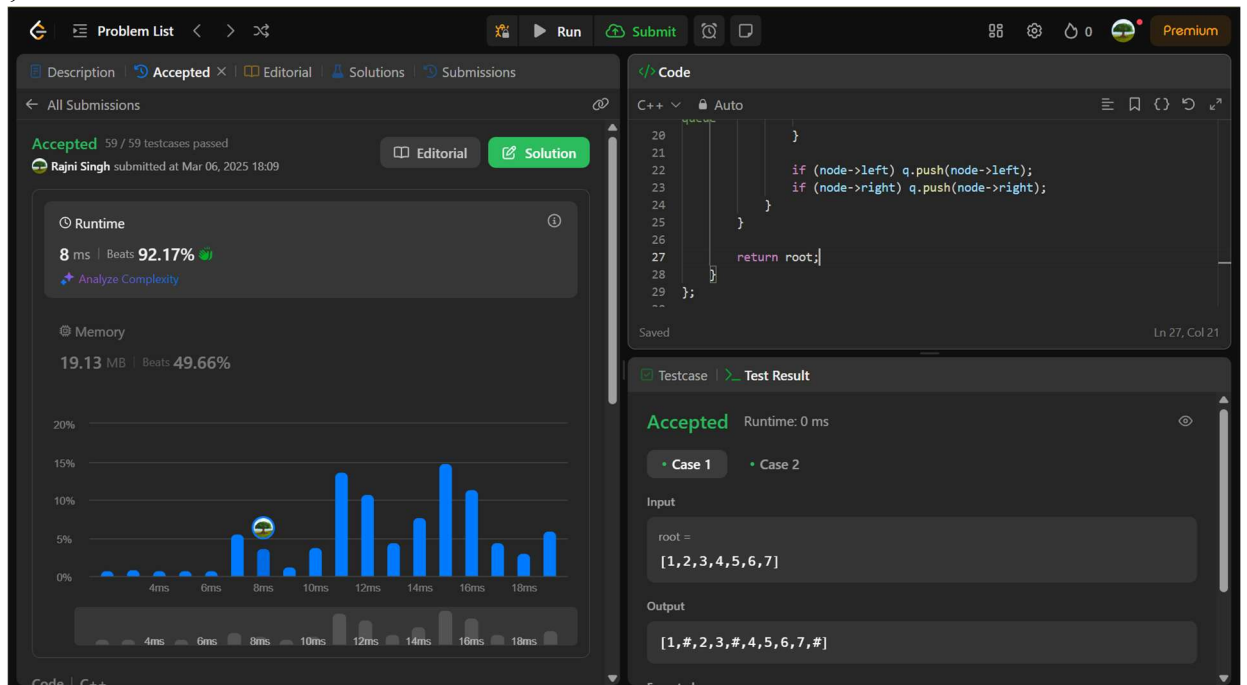 Problem List
Run
Submit
0
Premium
Description
Accepted
Editorial
Solutions
Submissions
All Submissions
Accepted 59 / 59 testcases passed
Rajni Singh submitted at Mar 06, 2025 18:09
Editorial
Solution
Runtime
8 ms | Beats 92.17%
Analyze Complexity
Memory
19.13 MB | Beats 49.66%
20%
15%
10%
5%
0%
4ms 6ms 8ms 10ms 12ms 14ms 16ms 18ms
4ms 6ms 8ms 10ms 12ms 14ms 16ms 18ms
Code | C++
</> Code
C++ Auto
queue
20 }
21
22 if (node->left) q.push(node->left);
23 if (node->right) q.push(node->right);
24 }
25 }
26
27 return root;
28 }
29 };
Saved
Ln 27, Col 21
Testcase
Test Result
Accepted Runtime: 0 ms
Case 1
Case 2
Input
root =
[1,2,3,4,5,6,7]
Output
[1,#,2,3,#,4,5,6,7,#]